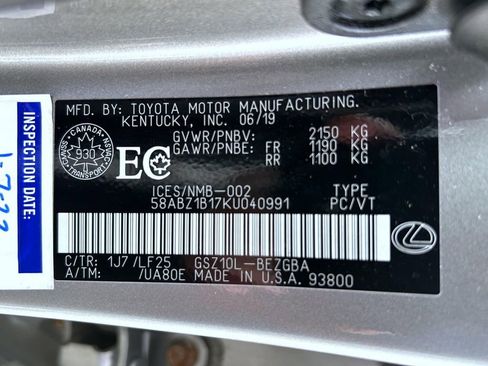 MFD. BY: TOYOTA MOTOR MANUFACTURING.
KENTUCKY, INC. 06/19
GVWR/PNBV: 2150 KG
GAWR/PNBE: FR 1190 KG
RR 1100 KG
CANADA
930
TRANSPORT
EC
ICES/NMB-002 TYPE
58ABZ1B17KU040991 PC/VT
C/TR: 1J7/LF25 GSZ10L-BEZGBA
A/TM: 7UA80E MADE IN U.S.A. 93800
INSPECTION DATE